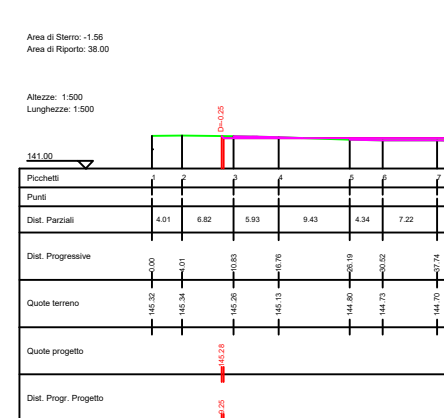 Area di Sterro: -1.56
Area di Riporto: 38.00
Altezze: 1:500
Lunghezze: 1:500
D=-0.25
141.00
Picchetti 1 2 3 4 5 6 7
Punti
Dist. Parziali 4.01 6.82 5.93 9.43 4.34 7.22
Dist. Progressive 0.00 4.01 10.83 16.76 26.19 30.52 37.74
Quote terreno 145.32 145.34 145.26 145.13 144.80 144.73 144.70
Quote progetto 145.28
Dist. Progr. Progetto 9.25